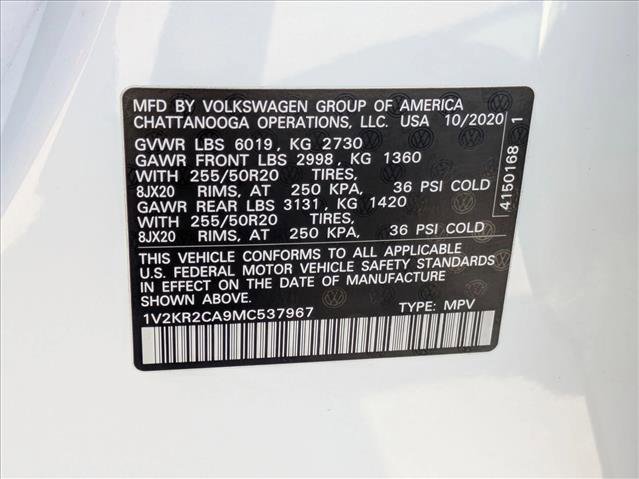 MFD BY VOLKSWAGEN GROUP OF AMERICA
CHATTANOOGA OPERATIONS, LLC. USA 10/2020
GVWR LBS 6019, KG 2730
GAWR FRONT LBS 2998, KG 1360
WITH 255/50R20 TIRES,
8JX20 RIMS, AT 250 KPA, 36 PSI COLD
GAWR REAR LBS 3131, KG 1420
WITH 255/50R20 TIRES,
8JX20 RIMS, AT 250 KPA, 36 PSI COLD
THIS VEHICLE CONFORMS TO ALL APPLICABLE
U.S. FEDERAL MOTOR VEHICLE SAFETY STANDARDS
IN EFFECT ON THE DATE OF MANUFACTURE
SHOWN ABOVE.
1V2KR2CA9MC537967 TYPE: MPV
4150168 1